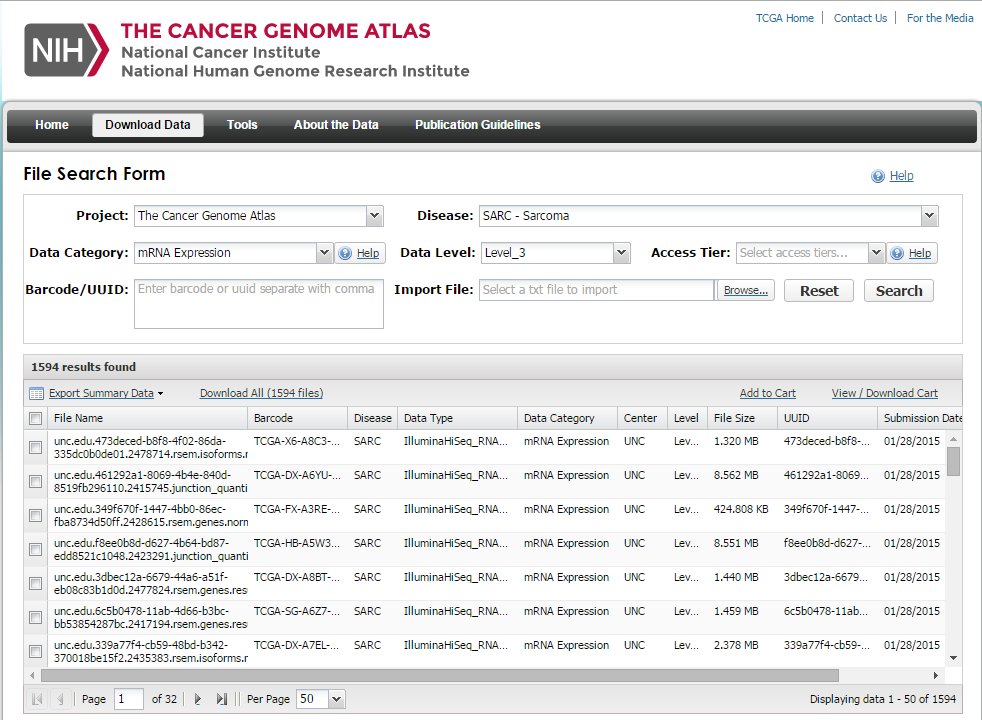 TCGA Home | Contact Us | For the Media
NIH
THE CANCER GENOME ATLAS
National Cancer Institute
National Human Genome Research Institute
Home Download Data Tools About the Data Publication Guidelines
File Search Form
Help
Project: The Cancer Genome Atlas Disease: SARC - Sarcoma
Data Category: mRNA Expression Help Data Level: Level_3 Access Tier: Select access tiers... Help
Barcode/UUID: Enter barcode or uuid separate with comma Import File: Select a txt file to import Browse... Reset Search
1594 results found
Export Summary Data Download All (1594 files) Add to Cart View / Download Cart
File Name Barcode Disease Data Type Data Category Center Level File Size UUID Submission Date
unc.edu.473deced-b8f8-4f02-86da- TCGA-X6-A8C3-... SARC IlluminaHiSeq_RNA... mRNA Expression UNC Lev... 1.320 MB 473deced-b8f8-... 01/28/2015
335dc0b0de01.2478714.rsem.isoforms.r
unc.edu.461292a1-8069-4b4e-840d- TCGA-DX-A6YU-... SARC IlluminaHiSeq_RNA... mRNA Expression UNC Lev... 8.562 MB 461292a1-8069... 01/28/2015
8519fb296110.2415745.junction_quanti
unc.edu.349f670f-1447-4bb0-86ec- TCGA-FX-A3RE-... SARC IlluminaHiSeq_RNA... mRNA Expression UNC Lev... 424.808 KB 349f670f-1447-... 01/28/2015
fba8734d50ff.2428615.rsem.genes.norn
unc.edu.f8ee0b8d-d627-4b64-bd87- TCGA-HB-A5W3... SARC IlluminaHiSeq_RNA... mRNA Expression UNC Lev... 8.551 MB f8ee0b8d-d627-... 01/28/2015
edd8521c1048.2423291.junction_quanti
unc.edu.3dbec12a-6679-44a6-a51f- TCGA-DX-A8BT-... SARC IlluminaHiSeq_RNA... mRNA Expression UNC Lev... 1.440 MB 3dbec12a-6679... 01/28/2015
eb08c83b1d0d.2477824.rsem.genes.resu
unc.edu.6c5b0478-11ab-4d66-b3bc- TCGA-SG-A6Z7-... SARC IlluminaHiSeq_RNA... mRNA Expression UNC Lev... 1.459 MB 6c5b0478-11ab... 01/28/2015
bb53854287bc.2417194.rsem.genes.resu
unc.edu.339a77f4-cb59-48bd-b342- TCGA-DX-A7EL-... SARC IlluminaHiSeq_RNA... mRNA Expression UNC Lev... 2.378 MB 339a77f4-cb59-... 01/28/2015
370018be15f2.2435383.rsem.isoforms.r
Page 1 of 32 Per Page 50 Displaying data 1 - 50 of 1594